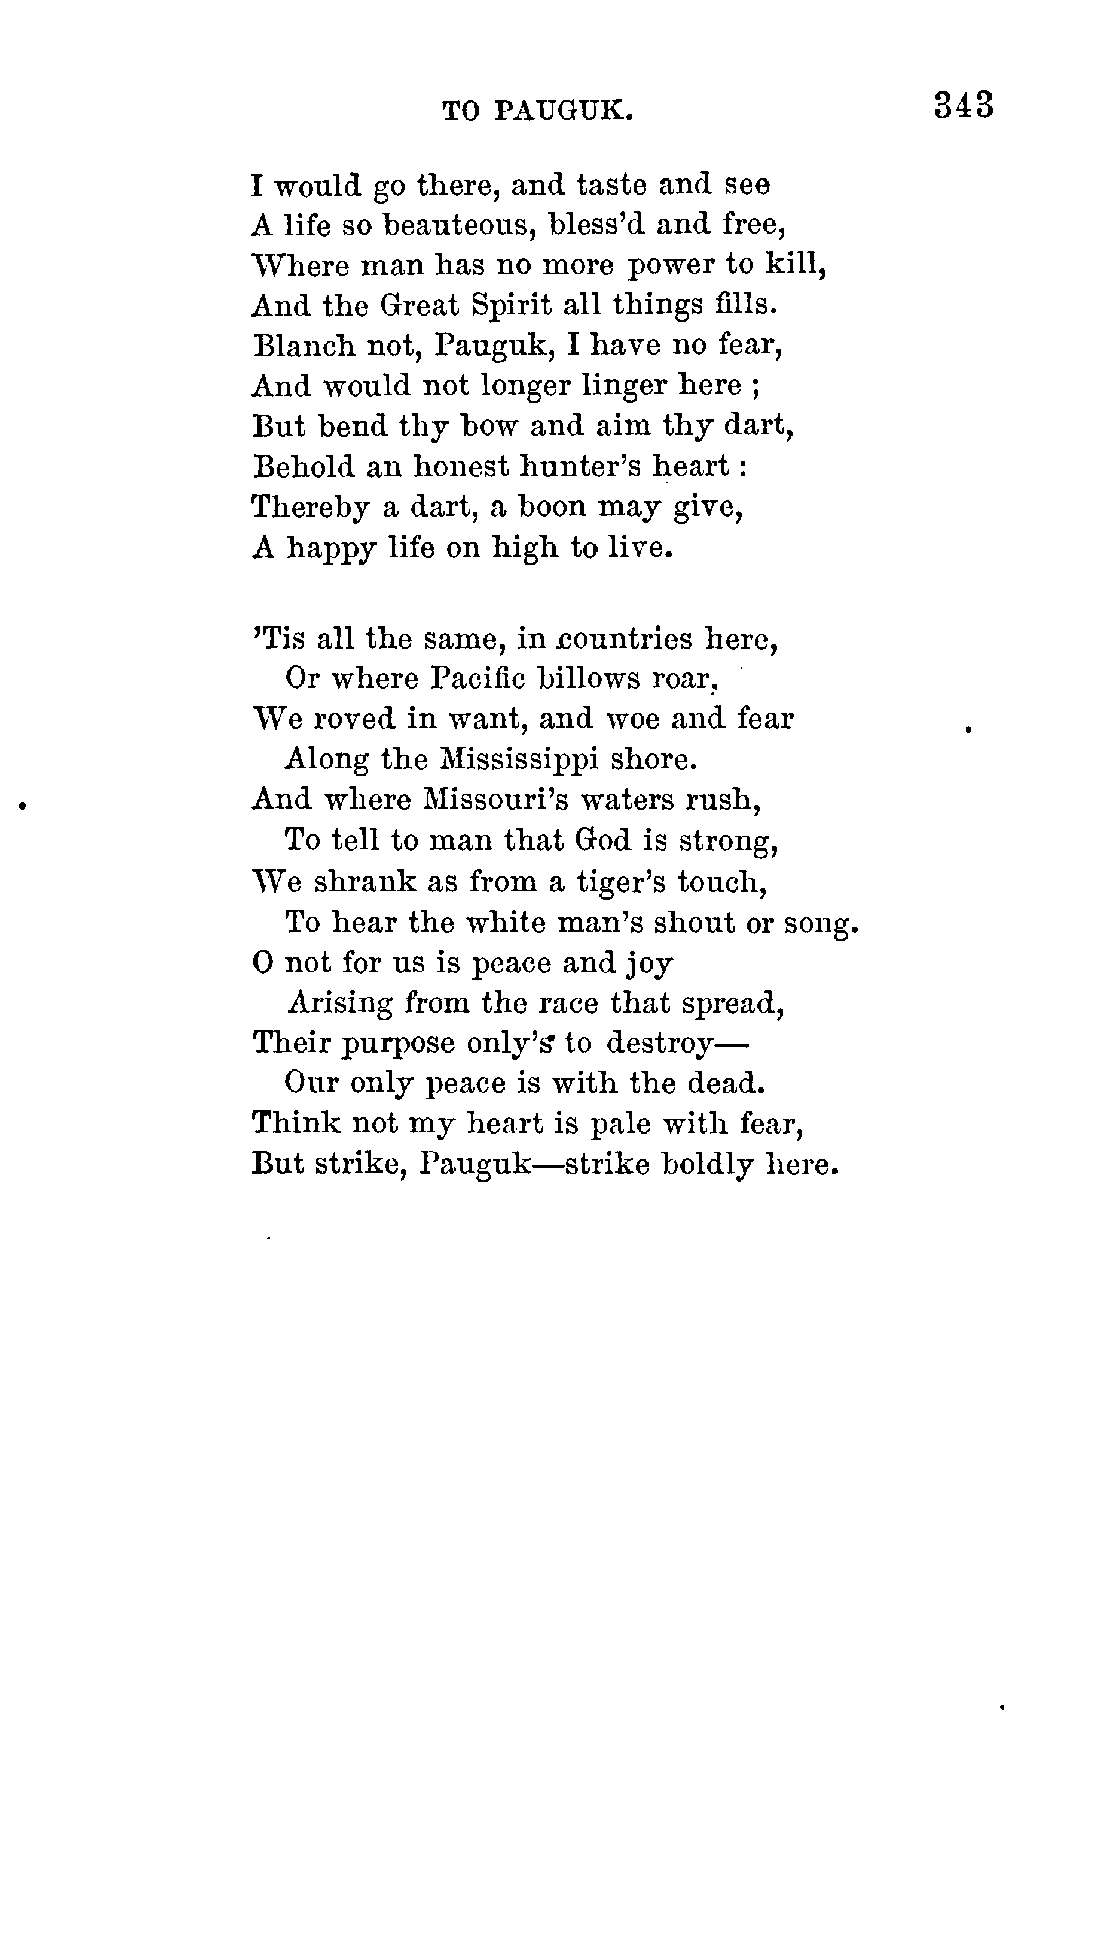 TO PAUGUK. 343
I would go there, and taste and see
A life so beauteous, bless'd and free,
Where man has no more power to kill,
And the Great Spirit all things fills.
Blanch not, Pauguk, I have no fear,
And would not longer linger here ;
But bend thy bow and aim thy dart,
Behold an honest hunter's heart :
Thereby a dart, a boon may give,
A happy life on high to live.
'Tis all the same, in countries here,
Or where Pacific billows roar,
We roved in want, and woe and fear
Along the Mississippi shore.
And where Missouri's waters rush,
To tell to man that God is strong,
We shrank as from a tiger's touch,
To hear the white man's shout or song.
O not for us is peace and joy
Arising from the race that spread,
Their purpose only's to destroy—
Our only peace is with the dead.
Think not my heart is pale with fear,
But strike, Pauguk—strike boldly here.